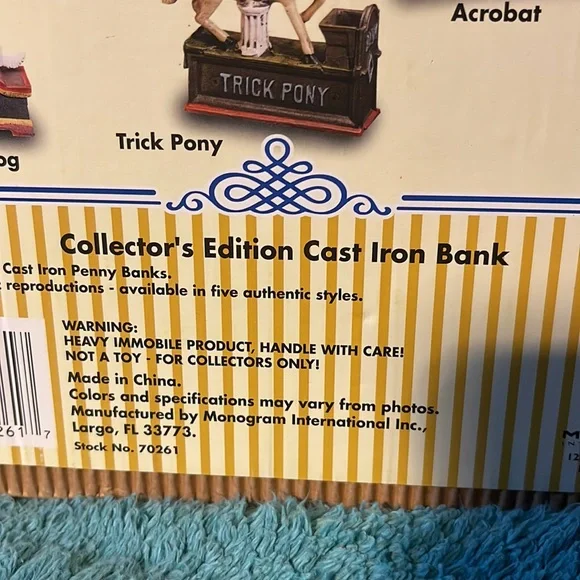 Acrobat
TRICK PONY
Trick Pony
og
Collector's Edition Cast Iron Bank
Cast Iron Penny Banks.
reproductions - available in five authentic styles.
WARNING:
HEAVY IMMOBILE PRODUCT, HANDLE WITH CARE!
NOT A TOY - FOR COLLECTORS ONLY!
Made in China.
Colors and specifications may vary from photos.
Manufactured by Monogram International Inc.,
Largo, FL 33773.
Stock No. 70261
261 7
M
12